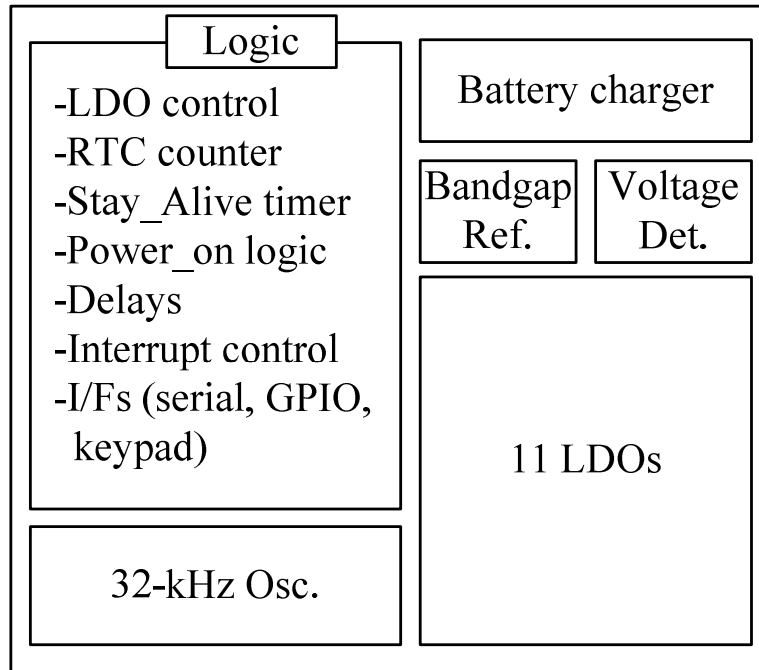 Logic
-LDO control
-RTC counter
-Stay_Alive timer
-Power_on logic
-Delays
-Interrupt control
-I/Fs (serial, GPIO,
keypad)
32-kHz Osc.
Battery charger
Bandgap
Ref.
Voltage
Det.
11 LDOs